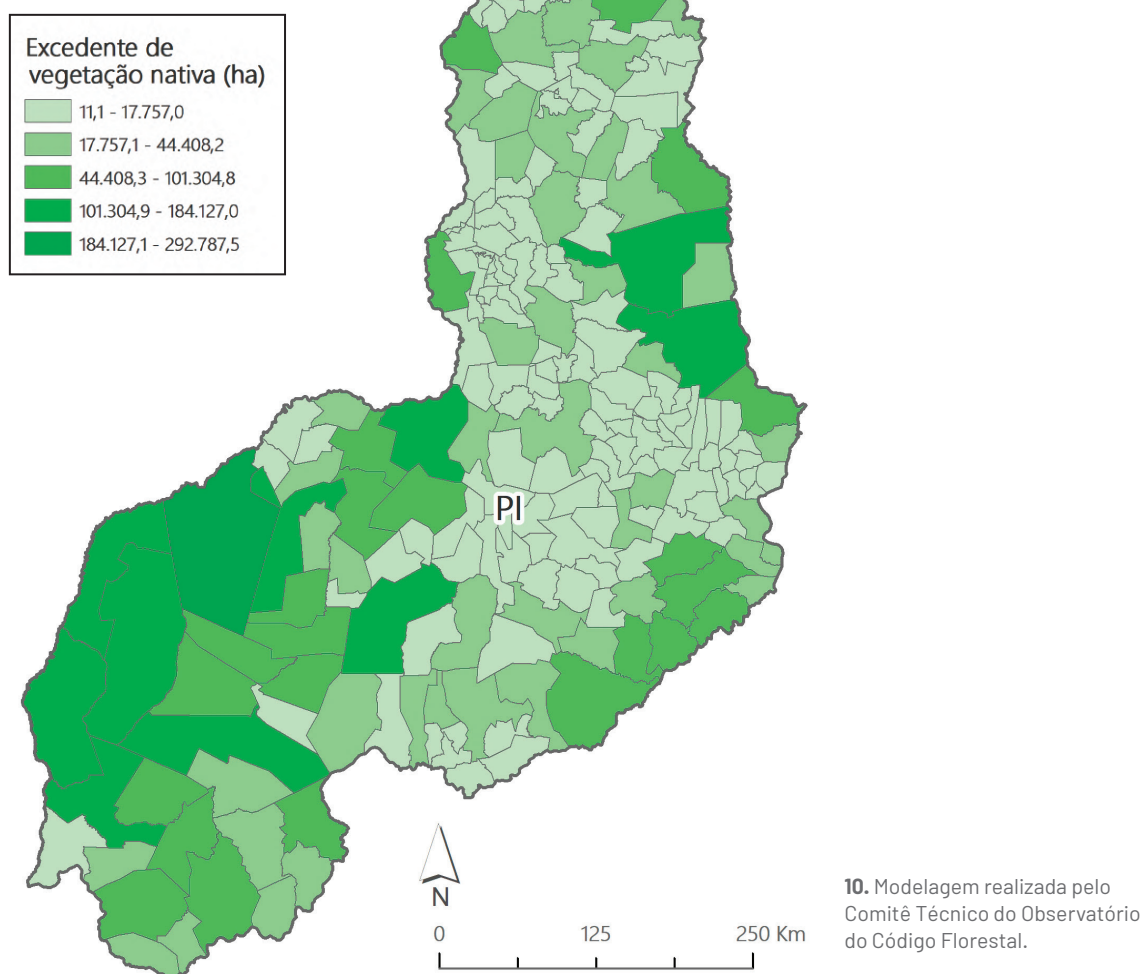 Excedente de
vegetação nativa (ha)
11,1 - 17.757,0
17.757,1 - 44.408,2
44.408,3 - 101.304,8
101.304,9 - 184.127,0
184.127,1 - 292.787,5
PI
N
0 125 250 Km
10. Modelagem realizada pelo
Comitê Técnico do Observatório
do Código Florestal.